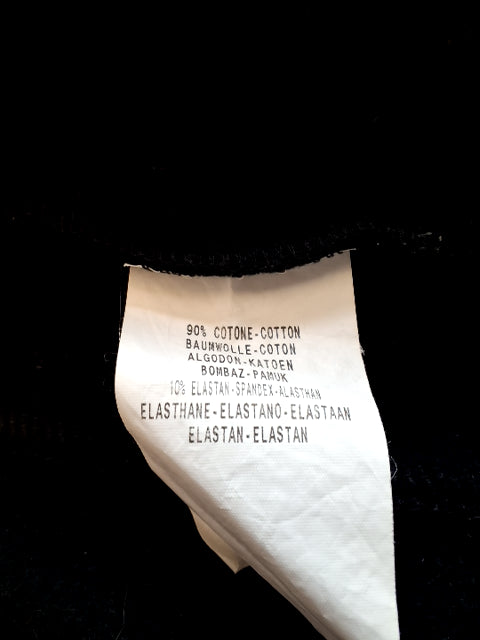 90% COTONE-COTTON
BAUMWOLLE-COTON
ALGODON-KATOEN
BOMBAZ-PAMUK
10% ELASTAN-SPANDEX-ALASTHAN
ELASTHANE-ELASTANO-ELASTAAN
ELASTAN-ELASTAN